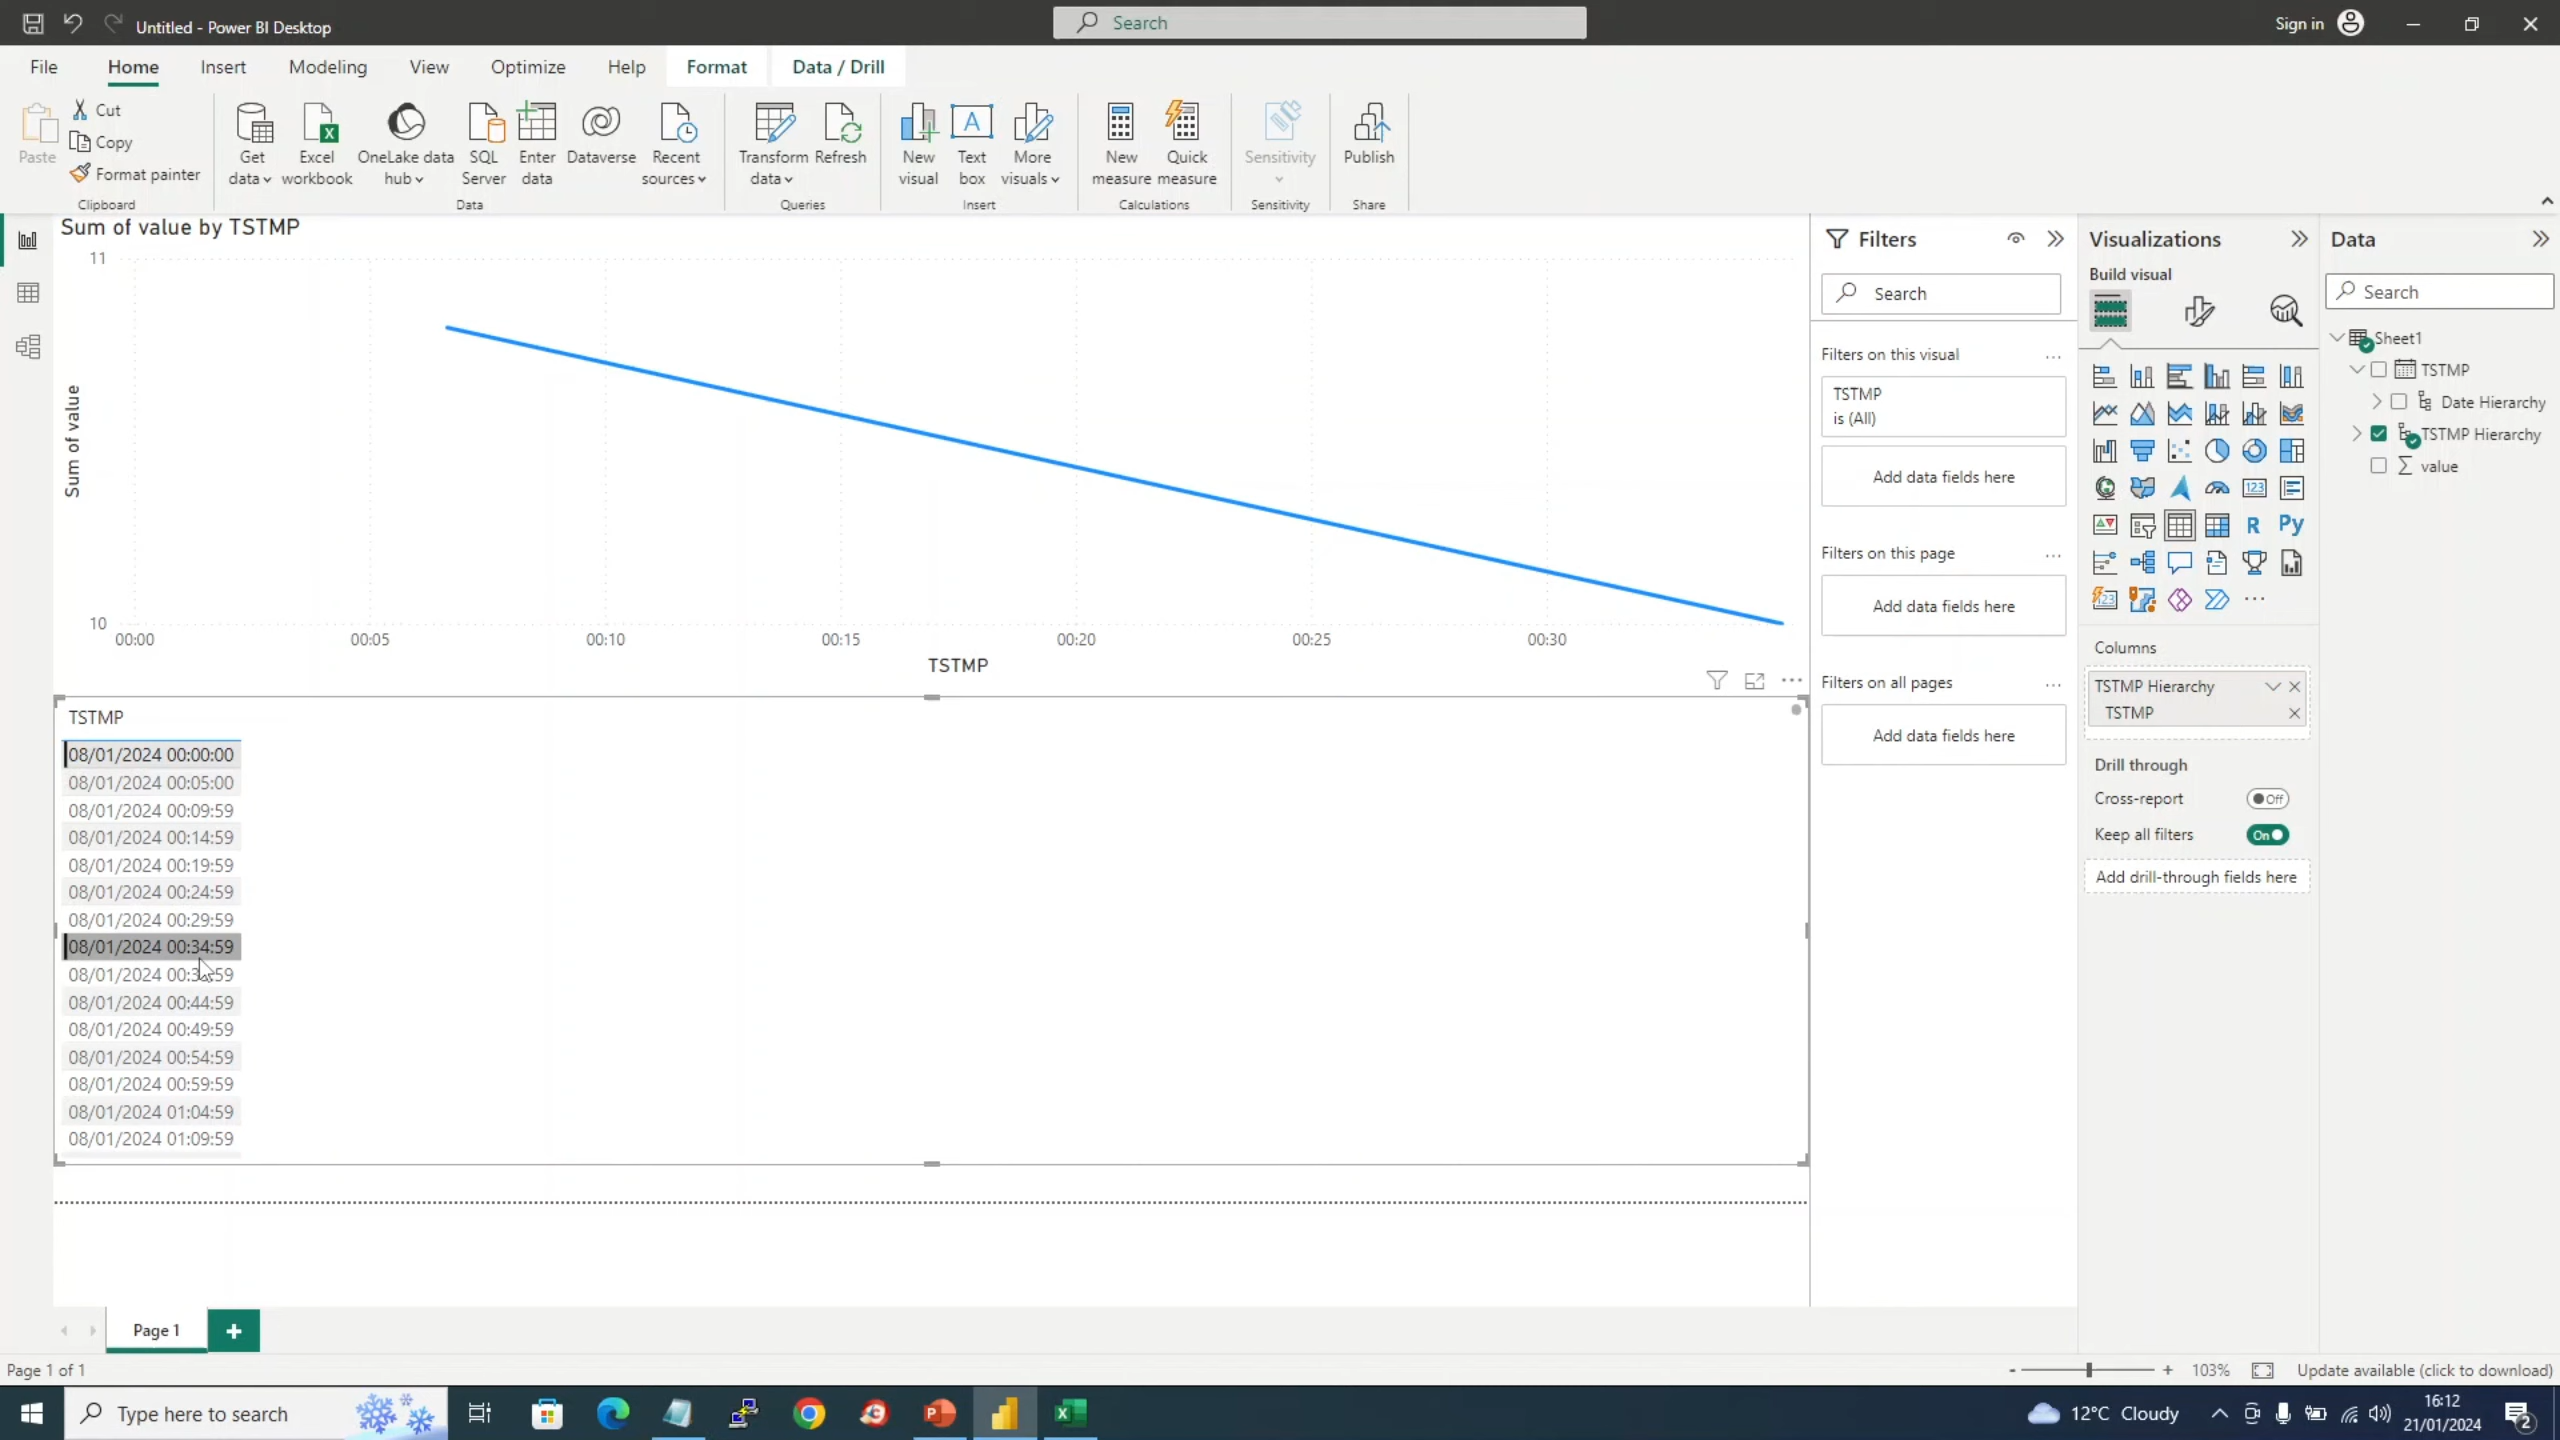 Untitled - Power BI Desktop
Search
Sign in
File
Home
Insert
Modeling
View
Optimize
Help
Format
Data / Drill
Paste
Cut
Copy
Format painter
Clipboard
Get data
Excel workbook
OneLake data hub
SQL Server
Enter data
Dataverse
Recent sources
Data
Transform data
Refresh
Queries
New visual
Text box
More visuals
Insert
New measure
Quick measure
Calculations
Sensitivity
Sensitivity
Publish
Share
Sum of value by TSTMP
11
Sum of value
10
00:00
00:05
00:10
00:15
00:20
00:25
00:30
TSTMP
TSTMP
08/01/2024 00:00:00
08/01/2024 00:05:00
08/01/2024 00:09:59
08/01/2024 00:14:59
08/01/2024 00:19:59
08/01/2024 00:24:59
08/01/2024 00:29:59
08/01/2024 00:34:59
08/01/2024
08/01/2024 00:44:59
08/01/2024 00:49:59
08/01/2024 00:54:59
08/01/2024 00:59:59
08/01/2024 01:04:59
08/01/2024 01:09:59
Filters
Search
Filters on this visual
TSTMP
is (All)
Add data fields here
Filters on this page
Add data fields here
Filters on all pages
Add data fields here
Visualizations
Build visual
123
R
Py
123
Columns
TSTMP Hierarchy
TSTMP
Drill through
Cross-report
Off
Keep all filters
On
Add drill-through fields here
Data
Search
Sheet1
TSTMP
Date Hierarchy
TSTMP Hierarchy
value
Page 1
Page 1 of 1
103%
Update available (click to download)
Type here to search
12°C Cloudy
16:12
21/01/2024
2